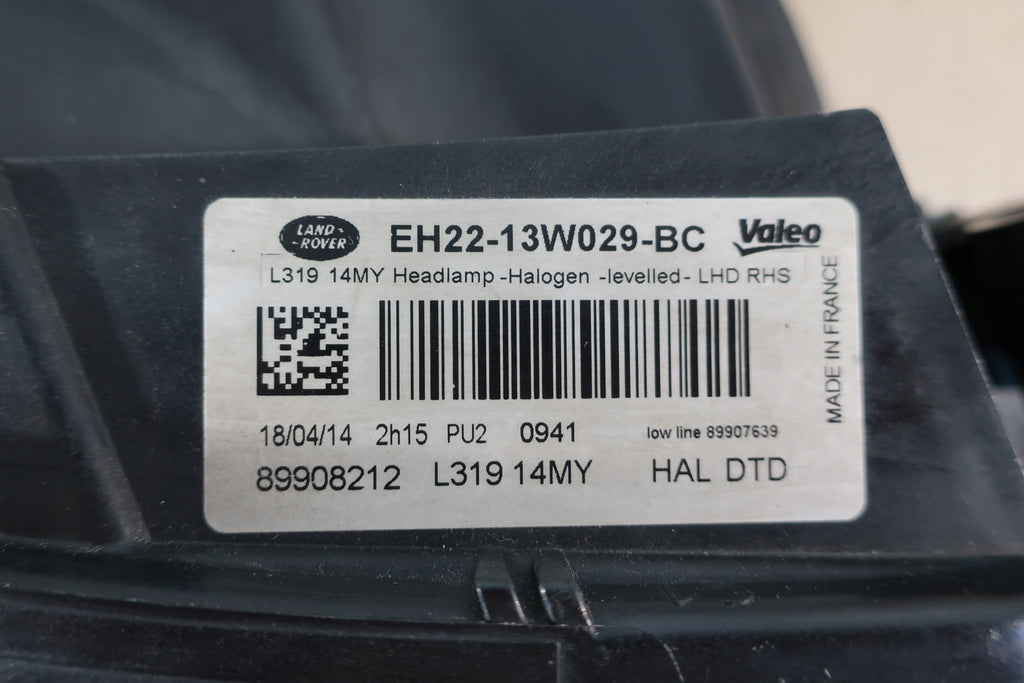 LAND ROVER EH22-13W029-BC Valeo
L319 14MY Headlamp -Halogen -levelled- LHD RHS
MADE IN FRANCE
18/04/14 2h15 PU2 0941 low line 89907639
89908212 L319 14MY HAL DTD